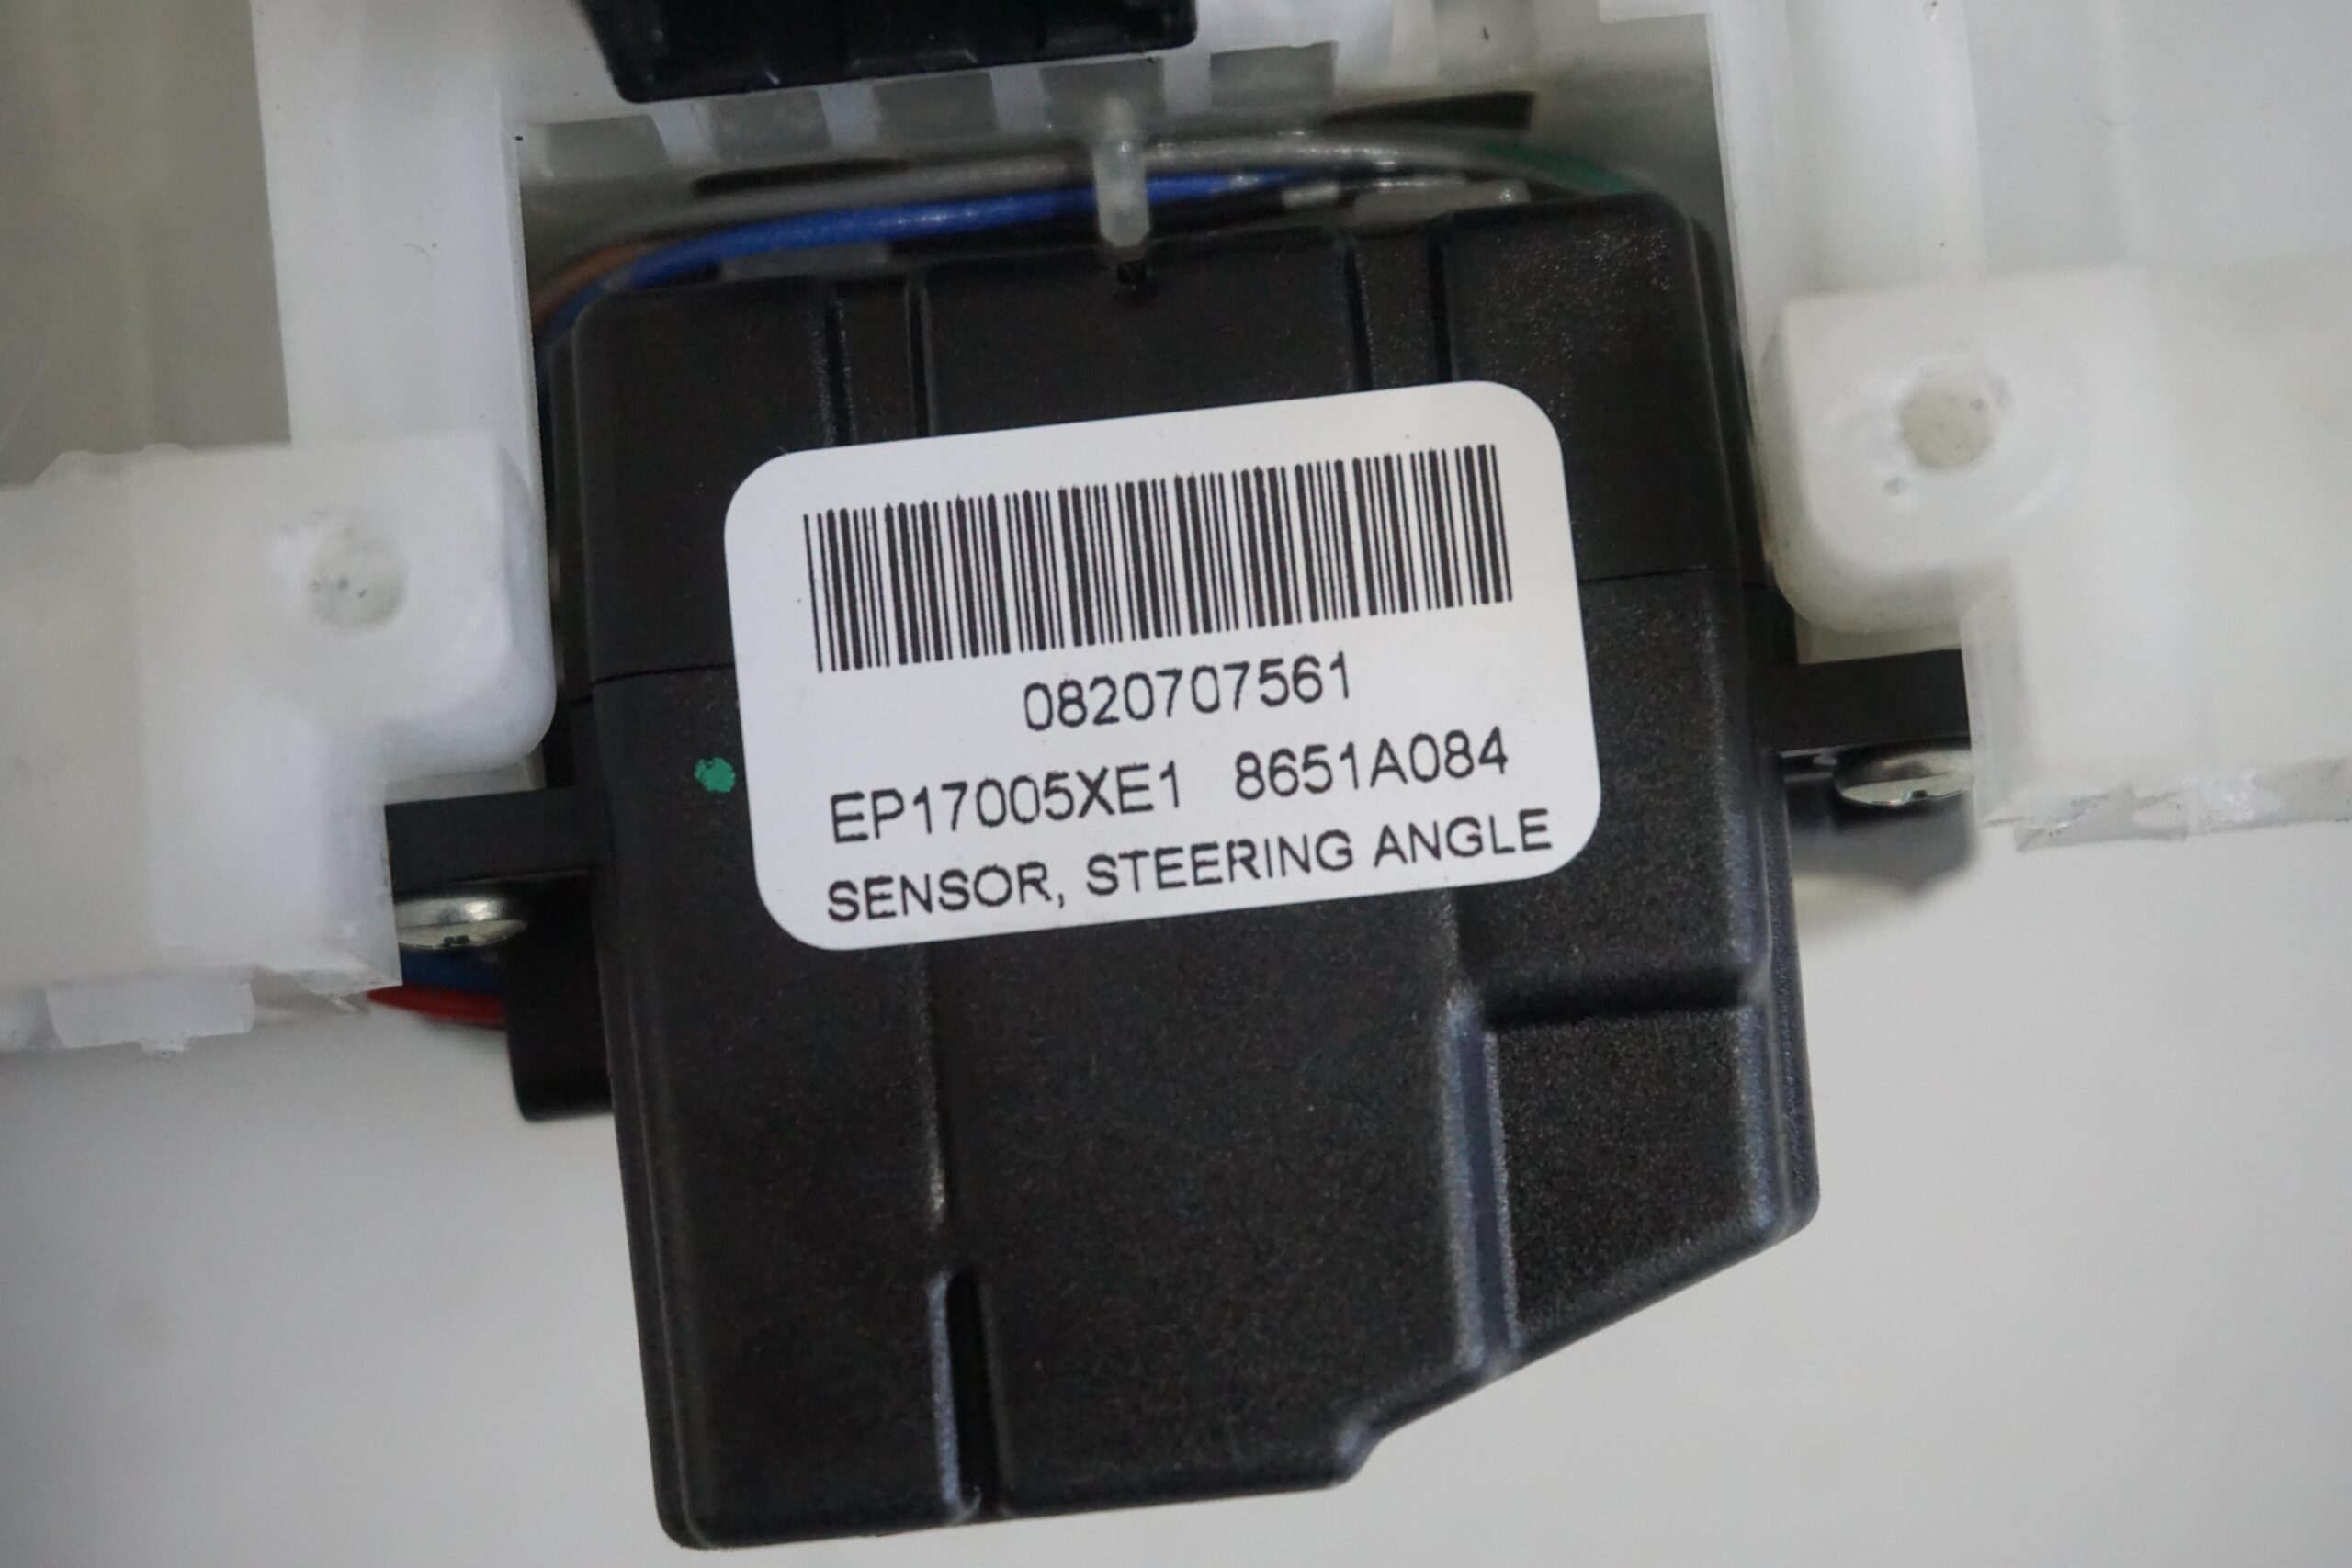 0820707561
EP17005XE1 8651A084
SENSOR, STEERING ANGLE